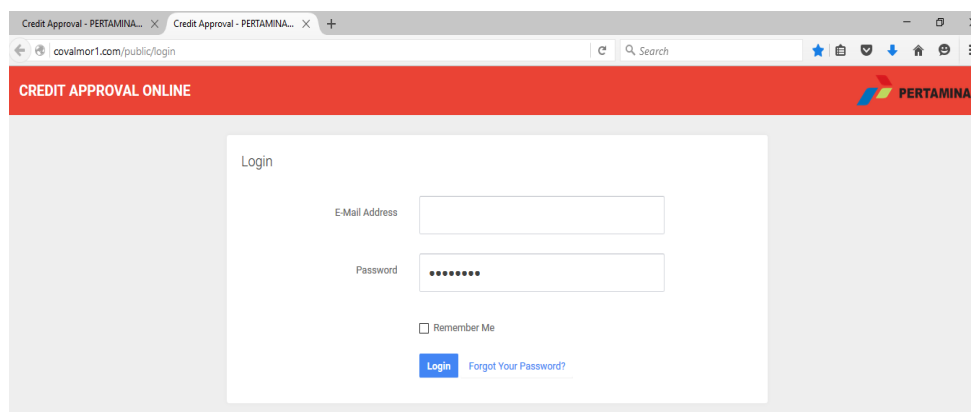 Credit Approval - PERTAMINA... Credit Approval - PERTAMINA...
covalmor1.com/public/login Search
CREDIT APPROVAL ONLINE PERTAMINA
Login
E-Mail Address
Password ●●●●●●●●
Remember Me
Login Forgot Your Password?